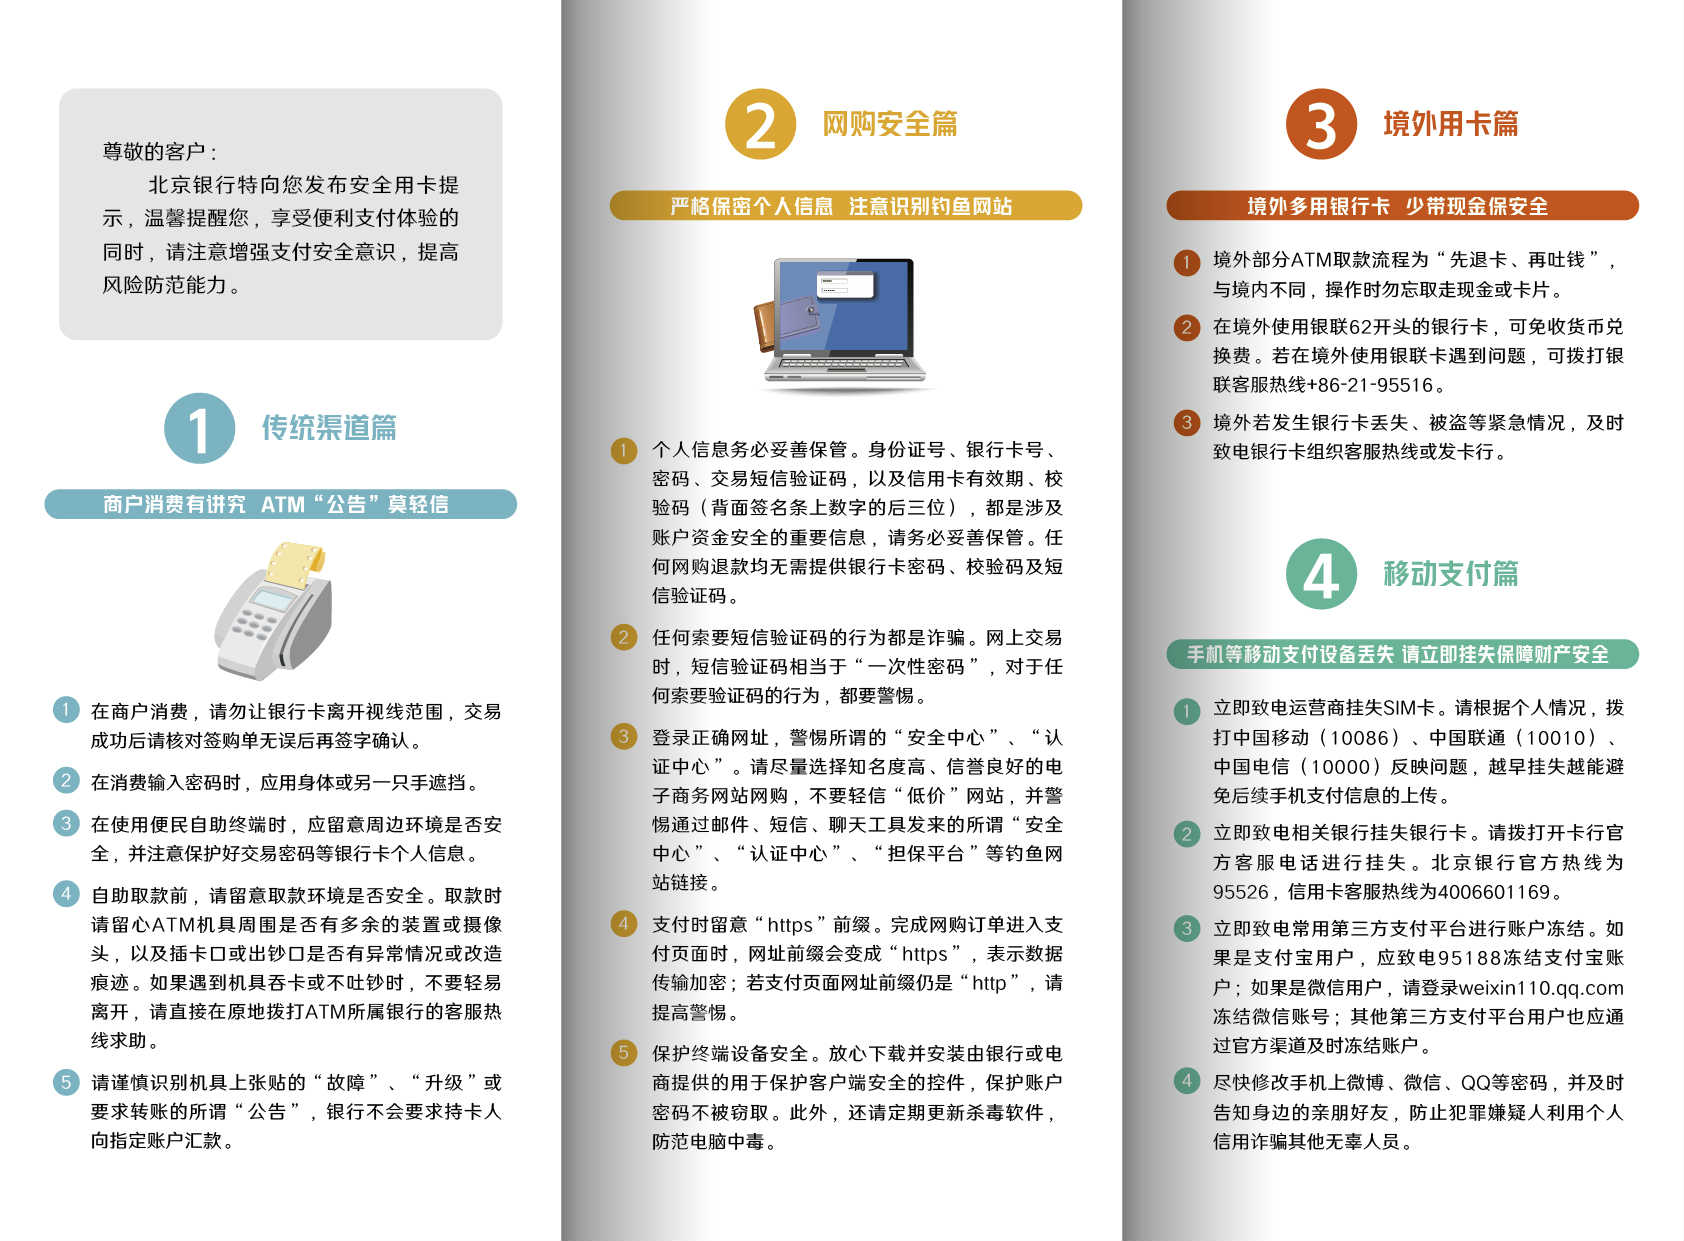 尊敬的客户：
北京银行特向您发布安全用卡提
示，温馨提醒您，享受便利支付体验的
同时，请注意增强支付安全意识，提高
风险防范能力。
1 传统渠道篇
商户消费有讲究 ATM“公告”莫轻信
1 在商户消费，请勿让银行卡离开视线范围，交易
成功后请核对签购单无误后再签字确认。
2 在消费输入密码时，应用身体或另一只手遮挡。
3 在使用便民自助终端时，应留意周边环境是否安
全，并注意保护好交易密码等银行卡个人信息。
4 自助取款前，请留意取款环境是否安全。取款时
请留心ATM机具周围是否有多余的装置或摄像
头，以及插卡口或出钞口是否有异常情况或改造
痕迹。如果遇到机具吞卡或不吐钞时，不要轻易
离开，请直接在原地拨打ATM所属银行的客服热
线求助。
5 请谨慎识别机具上张贴的“故障”、“升级”或
要求转账的所谓“公告”，银行不会要求持卡人
向指定账户汇款。
2 网购安全篇
严格保密个人信息 注意识别钓鱼网站
1 个人信息务必妥善保管。身份证号、银行卡号、
密码、交易短信验证码，以及信用卡有效期、校
验码（背面签名条上数字的后三位），都是涉及
账户资金安全的重要信息，请务必妥善保管。任
何网购退款均无需提供银行卡密码、校验码及短
信验证码。
2 任何索要短信验证码的行为都是诈骗。网上交易
时，短信验证码相当于“一次性密码”，对于任
何索要验证码的行为，都要警惕。
3 登录正确网址，警惕所谓的“安全中心”、“认
证中心”。请尽量选择知名度高、信誉良好的电
子商务网站网购，不要轻信“低价”网站，并警
惕通过邮件、短信、聊天工具发来的所谓“安全
中心”、“认证中心”、“担保平台”等钓鱼网
站链接。
4 支付时留意“https”前缀。完成网购订单进入支
付页面时，网址前缀会变成“https”，表示数据
传输加密；若支付页面网址前缀仍是“http”，请
提高警惕。
5 保护终端设备安全。放心下载并安装由银行或电
商提供的用于保护客户端安全的控件，保护账户
密码不被窃取。此外，还请定期更新杀毒软件，
防范电脑中毒。
3 境外用卡篇
境外多用银行卡 少带现金保安全
1 境外部分ATM取款流程为“先退卡、再吐钱”，
与境内不同，操作时勿忘取走现金或卡片。
2 在境外使用银联62开头的银行卡，可免收货币兑
换费。若在境外使用银联卡遇到问题，可拨打银
联客服热线+86-21-95516。
3 境外若发生银行卡丢失、被盗等紧急情况，及时
致电银行卡组织客服热线或发卡行。
4 移动支付篇
手机等移动支付设备丢失 请立即挂失保障财产安全
1 立即致电运营商挂失SIM卡。请根据个人情况，拨
打中国移动（10086）、中国联通（10010）、
中国电信（10000）反映问题，越早挂失越能避
免后续手机支付信息的上传。
2 立即致电相关银行挂失银行卡。请拨打开卡行官
方客服电话进行挂失。北京银行官方热线为
95526，信用卡客服热线为4006601169。
3 立即致电常用第三方支付平台进行账户冻结。如
果是支付宝用户，应致电95188冻结支付宝账
户；如果是微信用户，请登录weixin110.qq.com
冻结微信账号；其他第三方支付平台用户也应通
过官方渠道及时冻结账户。
4 尽快修改手机上微博、微信、QQ等密码，并及时
告知身边的亲朋好友，防止犯罪嫌疑人利用个人
信用诈骗其他无辜人员。